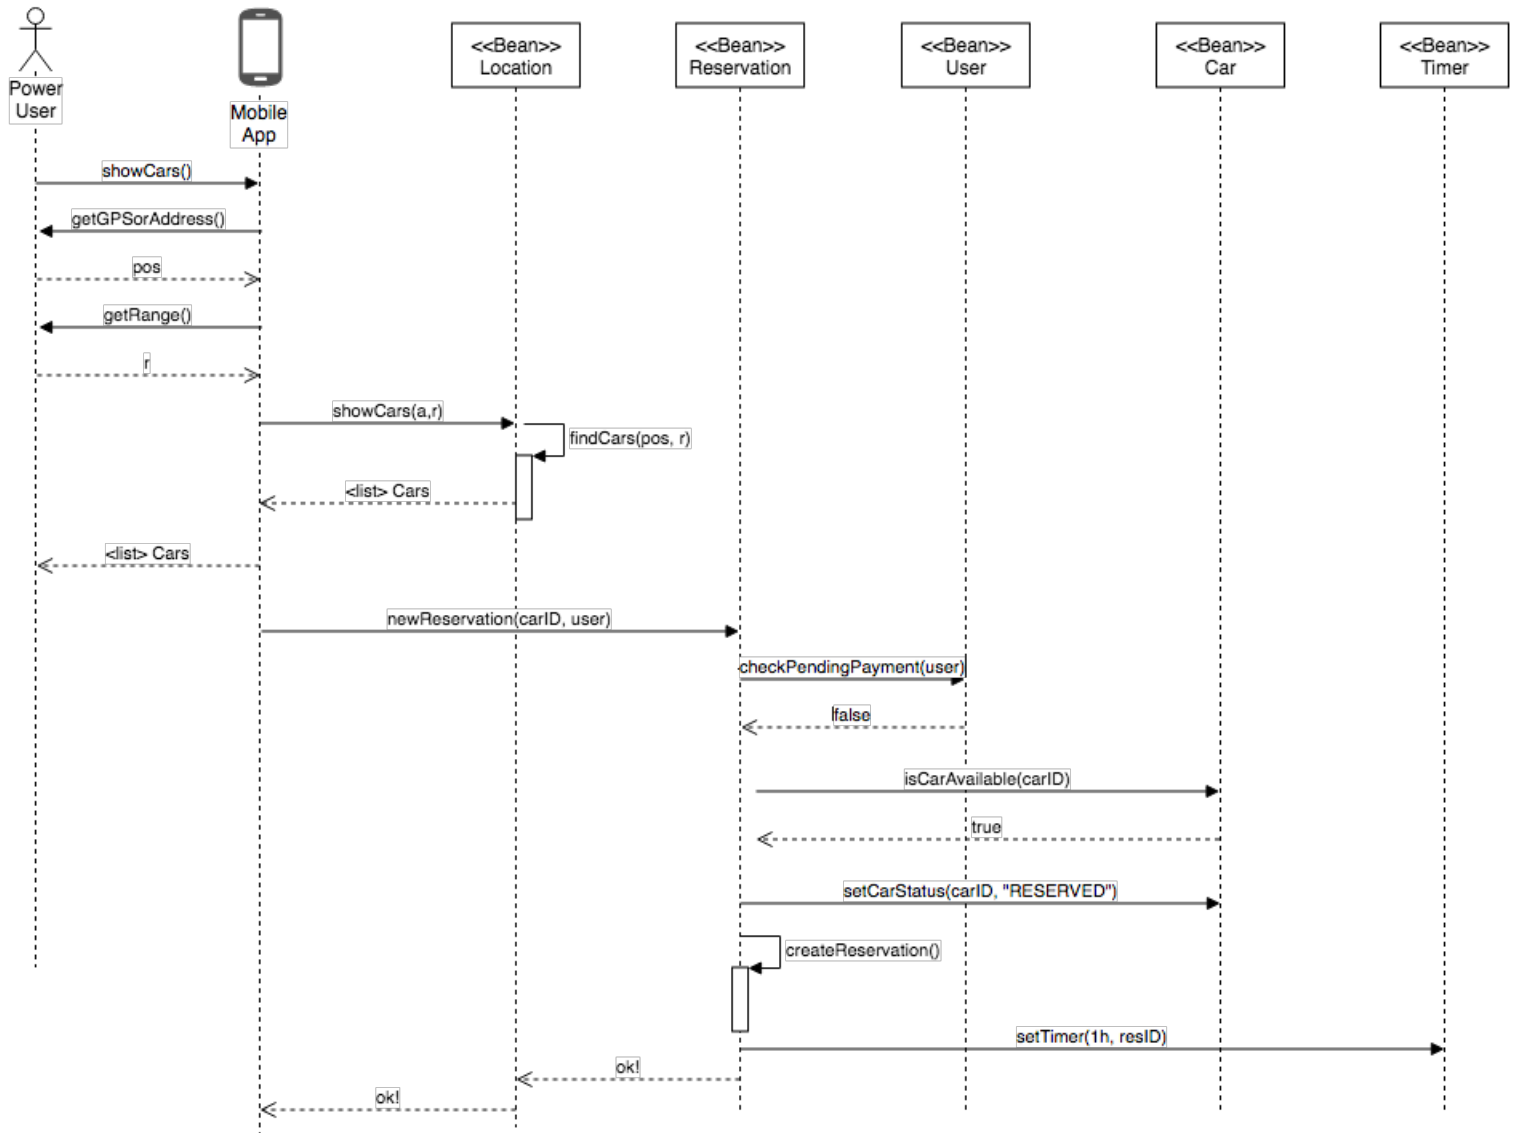 Power
User
Mobile
App
<<Bean>>
Location
<<Bean>>
Reservation
<<Bean>>
User
<<Bean>>
Car
<<Bean>>
Timer
showCars()
getGPSorAddress()
pos
getRange()
r
showCars(a,r)
findCars(pos, r)
<list> Cars
<list> Cars
newReservation(carID, user)
checkPendingPayment(user)
false
isCarAvailable(carID)
true
setCarStatus(carID, "RESERVED")
createReservation()
setTimer(1h, resID)
ok!
ok!